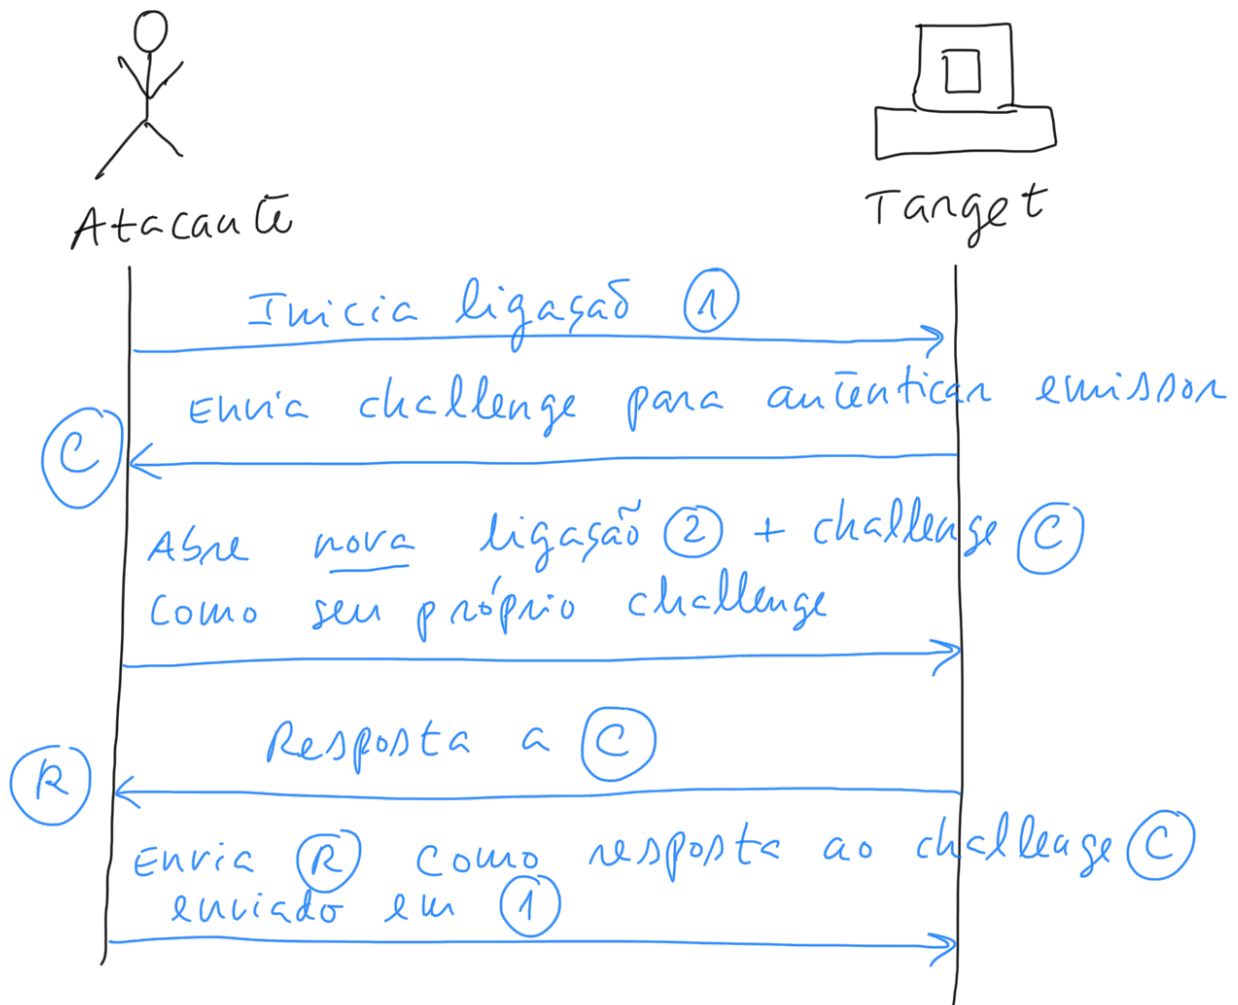 Atacante
Target
Inicia ligação 1
Envia challenge para autenticar emissor
C
Abre nova ligação 2 + challenge C
como seu próprio challenge
Resposta a C
R
Envia R como resposta ao challenge C
enviado em 1